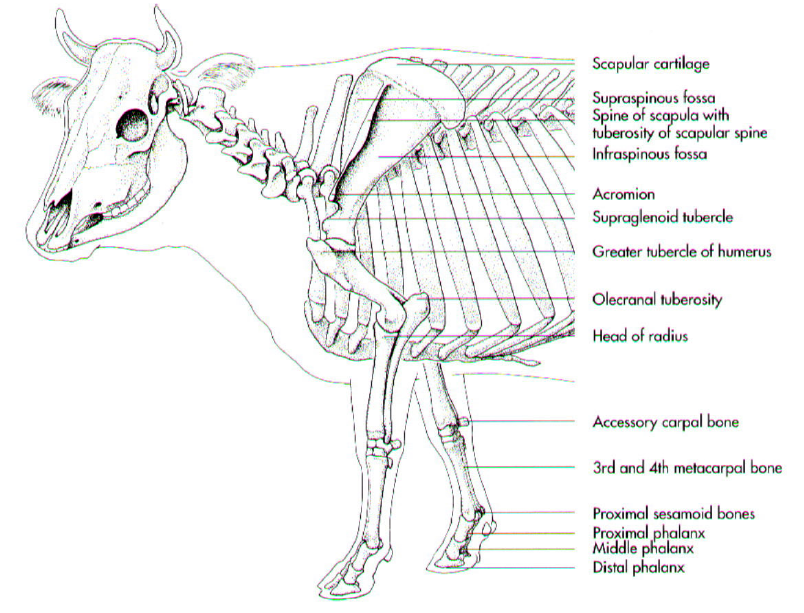 Scapular cartilage
Supraspinous fossa
Spine of scapula with
tuberosity of scapular spine
Infraspinous fossa
Acromion
Supraglenoid tubercle
Greater tubercle of humerus
Olecranal tuberosity
Head of radius
Accessory carpal bone
3rd and 4th metacarpal bone
Proximal sesamoid bones
Proximal phalanx
Middle phalanx
Distal phalanx